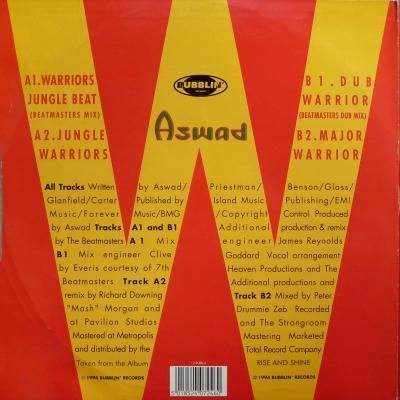 BUBBLIN'
Aswad
A1.WARRIORS
JUNGLE BEAT
(BEATMASTERS MIX)
A2.JUNGLE
WARRIORS
B1.DUB
WARRIOR
(BEATMASTERS DUB MIX)
B2.MAJOR
WARRIOR
All Tracks Written by Aswad/ Priestman/ Benson/Glass/
Glanfield/Carter Published by Island Music Publishing/EMI
Music/Forever Music/BMG /Copyright Control Produced
by Aswad Tracks A1 and B1 Additional production & remix
by The Beatmasters A1 Mix engineer James Reynolds
B1 Mix engineer Clive Goddard Vocal arrangement
by Everis courtesy of 7th Heaven Productions and The
Beatmasters Track A2 Additional productions and
remix by Richard Downing Track B2 Mixed by Peter
"Mash" Morgan and Drummie Zeb Recorded
at Pavilion Studios and The Strongroom
Mastered at Metropolis Mastering Marketed
and distributed by the Total Record Company
Taken from the Album RISE AND SHINE
℗ 1994 BUBBLIN' RECORDS
© 1994 BUBBLIN' RECORDS